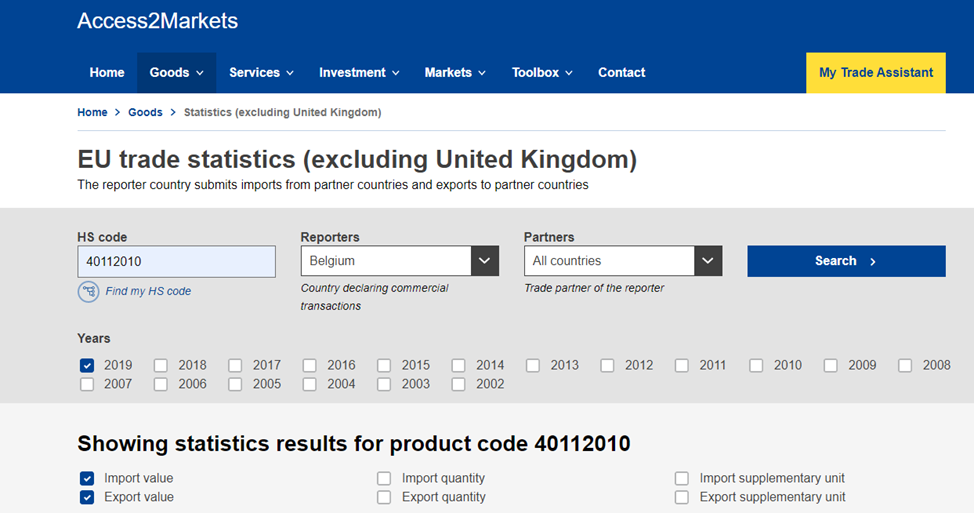 Access2Markets
Home Goods Services Investment Markets Toolbox Contact My Trade Assistant
Home > Goods > Statistics (excluding United Kingdom)
EU trade statistics (excluding United Kingdom)
The reporter country submits imports from partner countries and exports to partner countries
HS code Reporters Partners
40112010 Belgium All countries Search >
Find my HS code Country declaring commercial Trade partner of the reporter
transactions
Years
2019 2018 2017 2016 2015 2014 2013 2012 2011 2010 2009 2008
2007 2006 2005 2004 2003 2002
Showing statistics results for product code 40112010
Import value Import quantity Import supplementary unit
Export value Export quantity Export supplementary unit